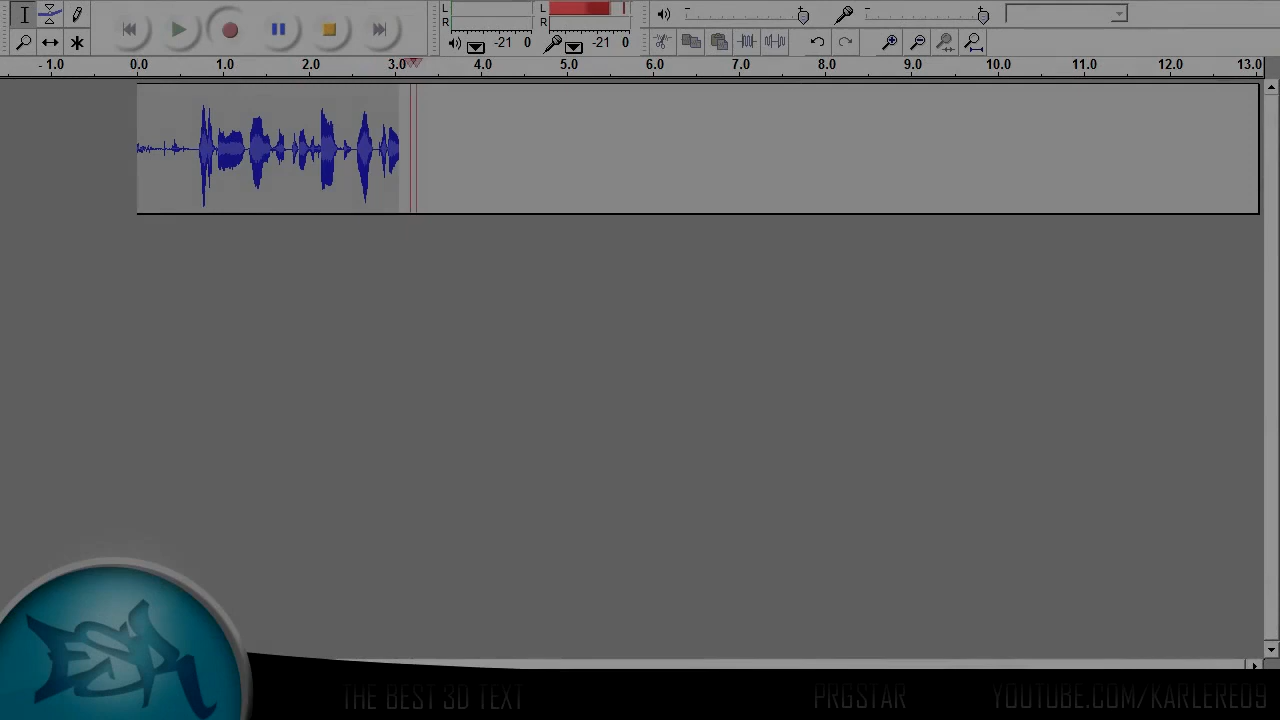 L
R
-21 0
L
R
-21 0
- 1.0 0.0 1.0 2.0 3.0 4.0 5.0 6.0 7.0 8.0 9.0 10.0 11.0 12.0 13.0
THE BEST 3D TEXT PRGSTAR YOUTUBE.COM/KARLERE09